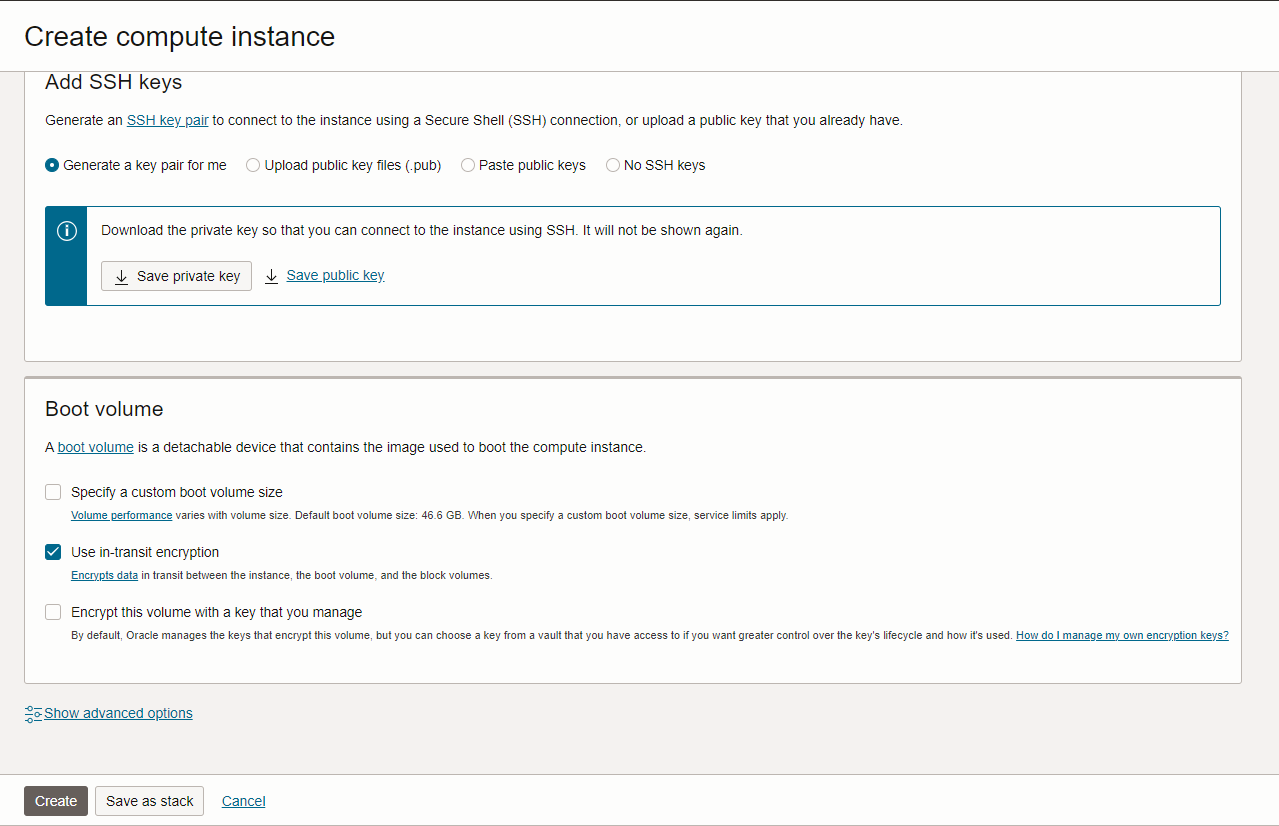 Create compute instance
Add SSH keys
Generate an SSH key pair to connect to the instance using a Secure Shell (SSH) connection, or upload a public key that you already have.
Generate a key pair for me Upload public key files (.pub) Paste public keys No SSH keys
Download the private key so that you can connect to the instance using SSH. It will not be shown again.
Save private key Save public key
Boot volume
A boot volume is a detachable device that contains the image used to boot the compute instance.
Specify a custom boot volume size
Volume performance varies with volume size. Default boot volume size: 46.6 GB. When you specify a custom boot volume size, service limits apply.
Use in-transit encryption
Encrypts data in transit between the instance, the boot volume, and the block volumes.
Encrypt this volume with a key that you manage
By default, Oracle manages the keys that encrypt this volume, but you can choose a key from a vault that you have access to if you want greater control over the key's lifecycle and how it's used. How do I manage my own encryption keys?
Show advanced options
Create Save as stack Cancel